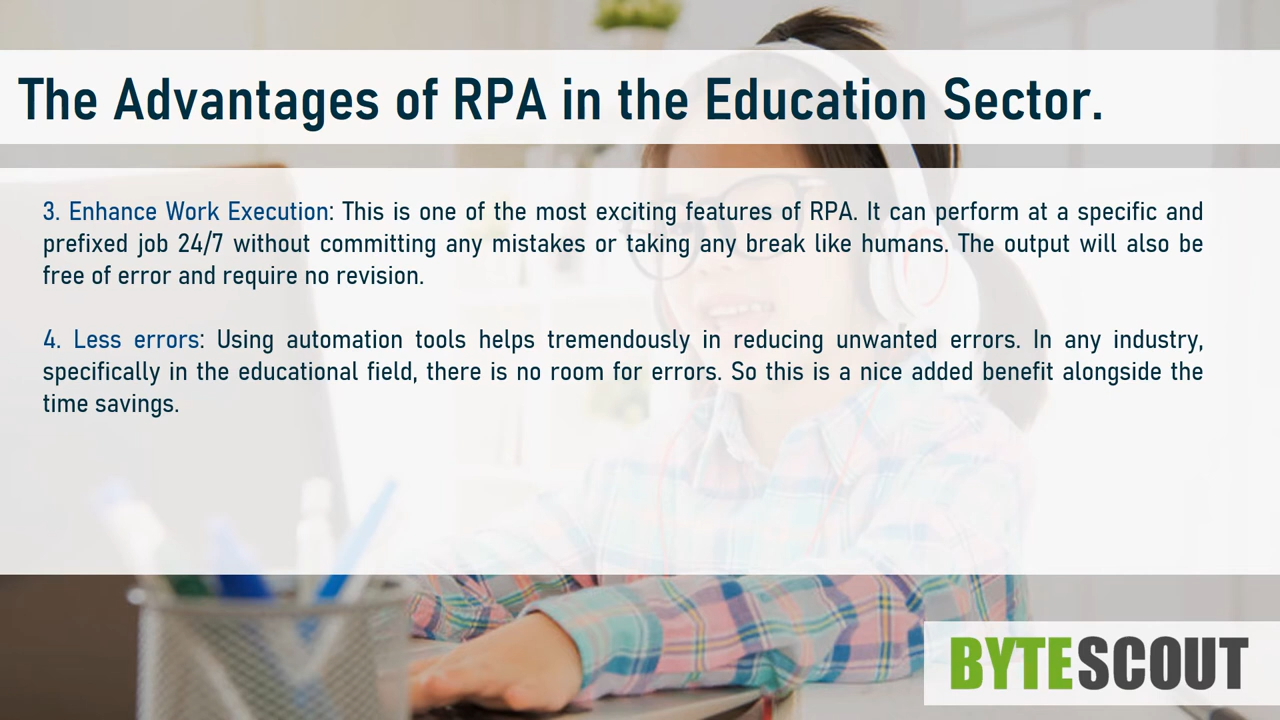 The Advantages of RPA in the Education Sector.
3. Enhance Work Execution: This is one of the most exciting features of RPA. It can perform at a specific and
prefixed job 24/7 without committing any mistakes or taking any break like humans. The output will also be
free of error and require no revision.
4. Less errors: Using automation tools helps tremendously in reducing unwanted errors. In any industry,
specifically in the educational field, there is no room for errors. So this is a nice added benefit alongside the
time savings.
BYTESCOUT